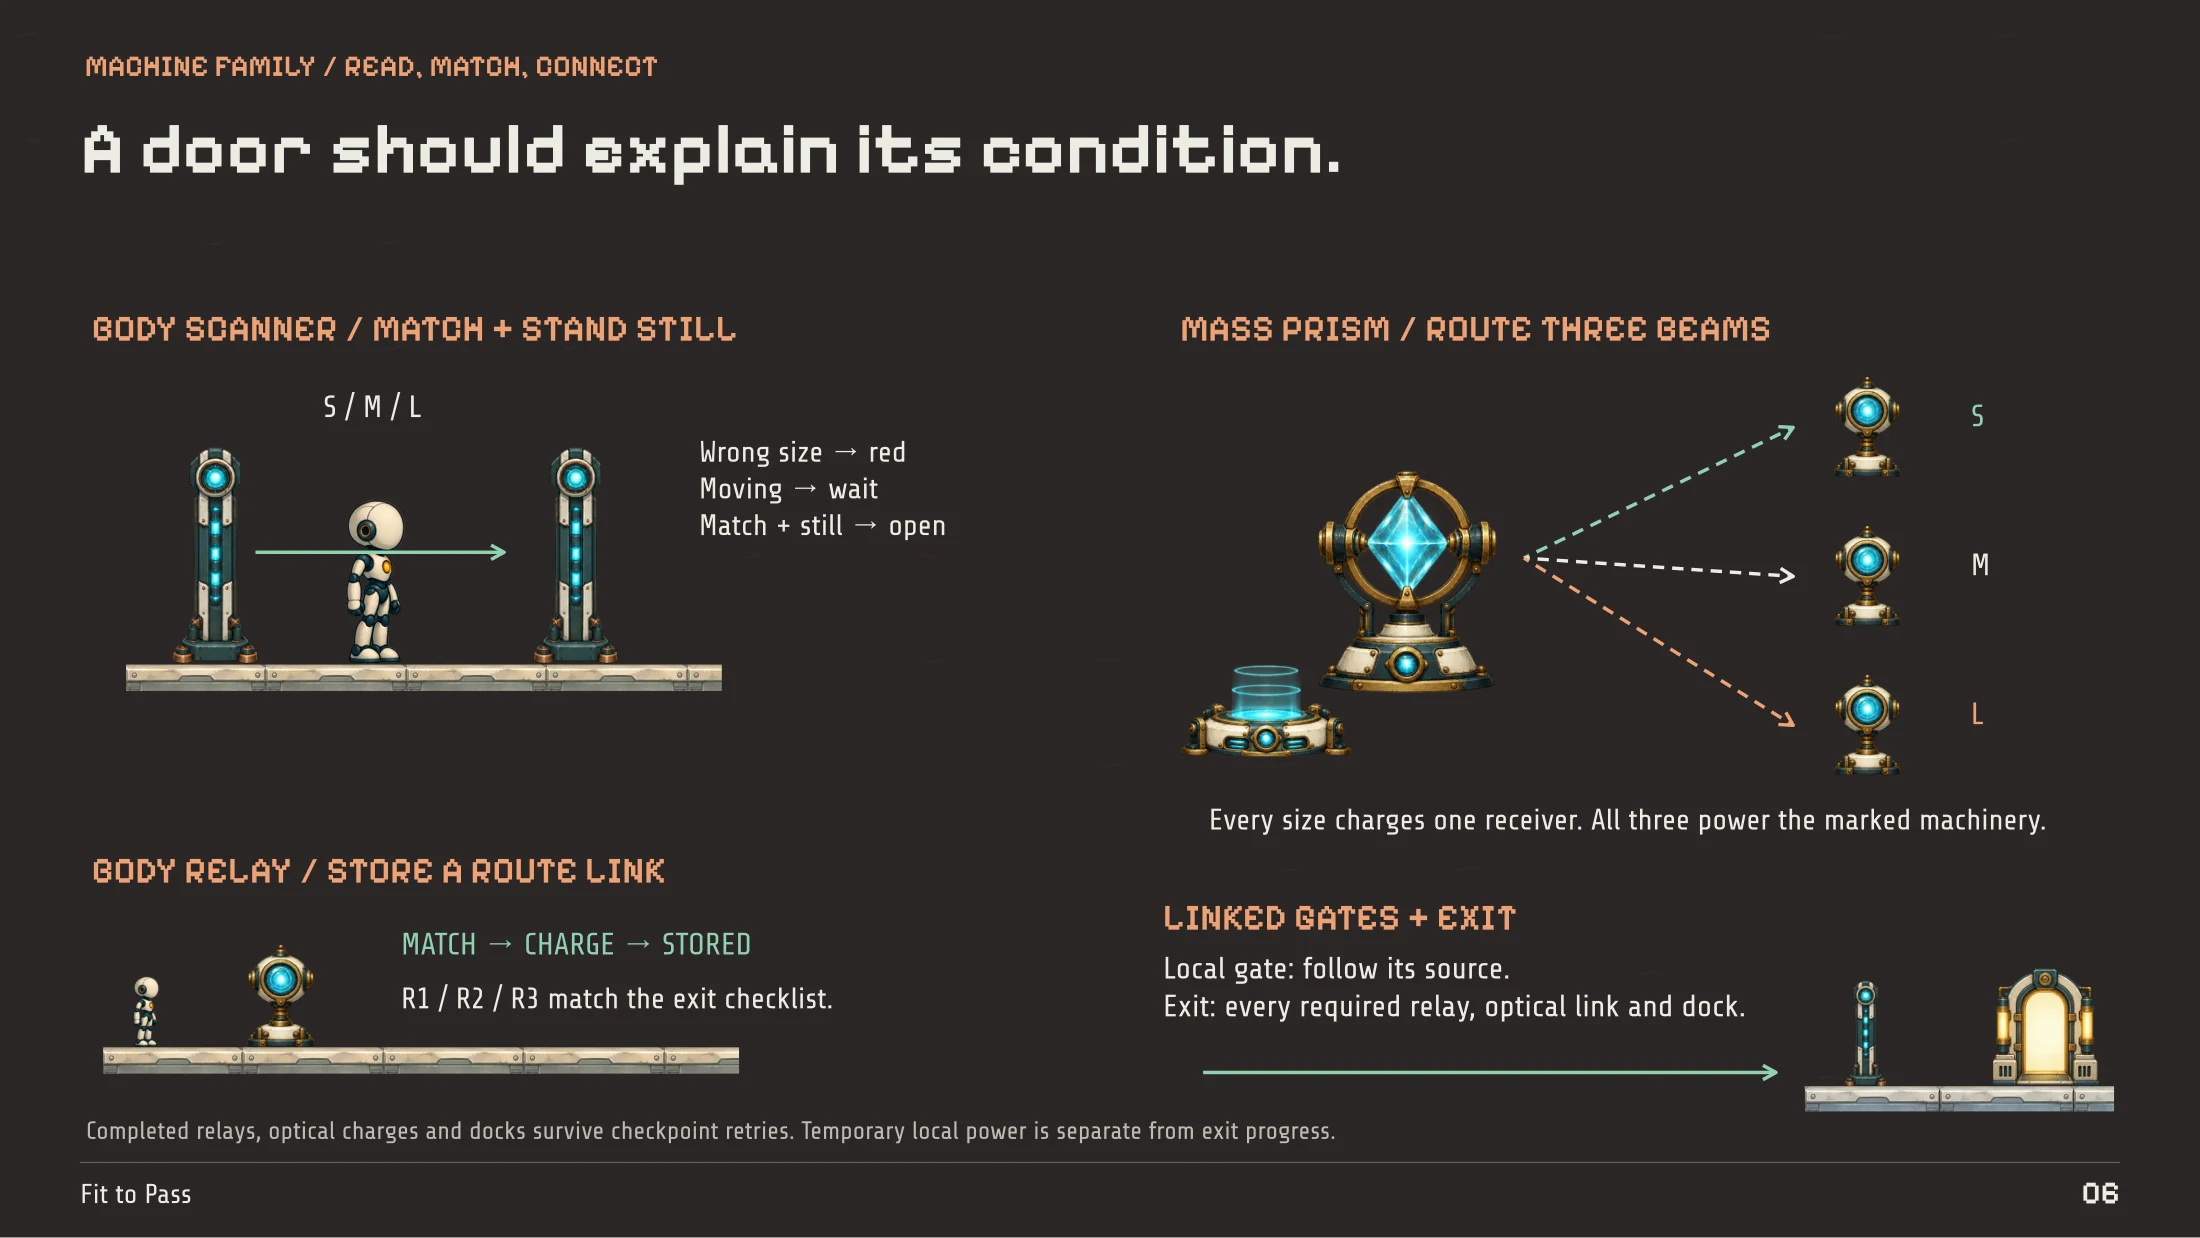 MACHINE FAMILY / READ, MATCH, CONNECT
A door should explain its condition.
BODY SCANNER / MATCH + STAND STILL
S / M / L
Wrong size → red
Moving → wait
Match + still → open
MASS PRISM / ROUTE THREE BEAMS
S
M
L
Every size charges one receiver. All three power the marked machinery.
BODY RELAY / STORE A ROUTE LINK
MATCH → CHARGE → STORED
R1 / R2 / R3 match the exit checklist.
LINKED GATES + EXIT
Local gate: follow its source.
Exit: every required relay, optical link and dock.
Completed relays, optical charges and docks survive checkpoint retries. Temporary local power is separate from exit progress.
Fit to Pass
06